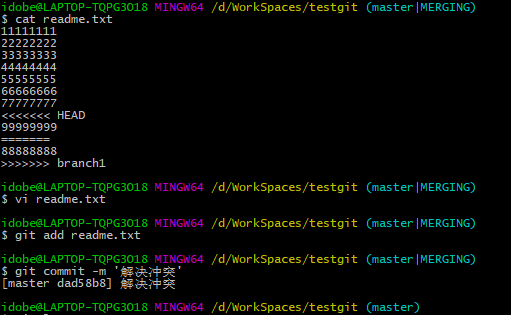 idobe@LAPTOP-TQPG3O18 MINGW64 /d/WorkSpaces/testgit (master|MERGING)
$ cat readme.txt
11111111
22222222
33333333
44444444
55555555
66666666
77777777
<<<<<<< HEAD
99999999
=======
88888888
>>>>>>> branch1
idobe@LAPTOP-TQPG3O18 MINGW64 /d/WorkSpaces/testgit (master|MERGING)
$ vi readme.txt
idobe@LAPTOP-TQPG3O18 MINGW64 /d/WorkSpaces/testgit (master|MERGING)
$ git add readme.txt
idobe@LAPTOP-TQPG3O18 MINGW64 /d/WorkSpaces/testgit (master|MERGING)
$ git commit -m '解决冲突'
[master dad58b8] 解决冲突
idobe@LAPTOP-TQPG3O18 MINGW64 /d/WorkSpaces/testgit (master)